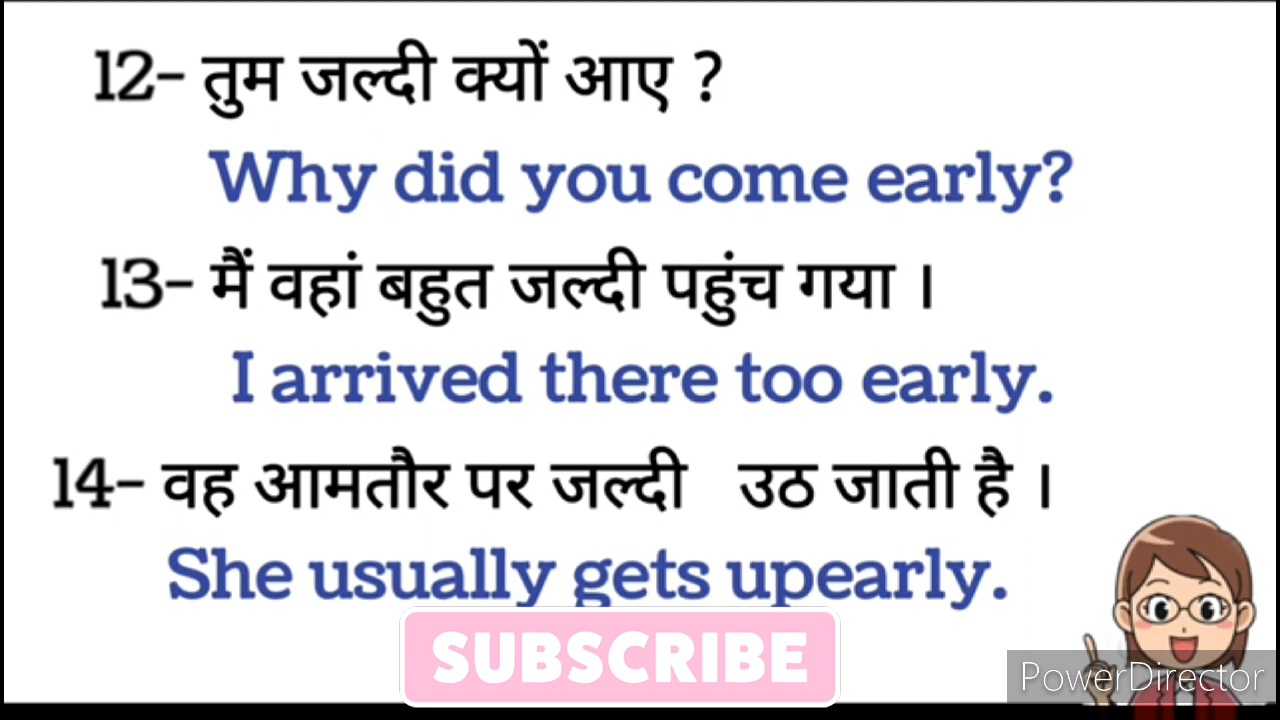 12- तुम जल्दी क्यों आए ?
Why did you come early?
13- मैं वहां बहुत जल्दी पहुंच गया ।
I arrived there too early.
14- वह आमतौर पर जल्दी उठ जाती है ।
She usually gets upearly.
SUBSCRIBE
PowerDirector